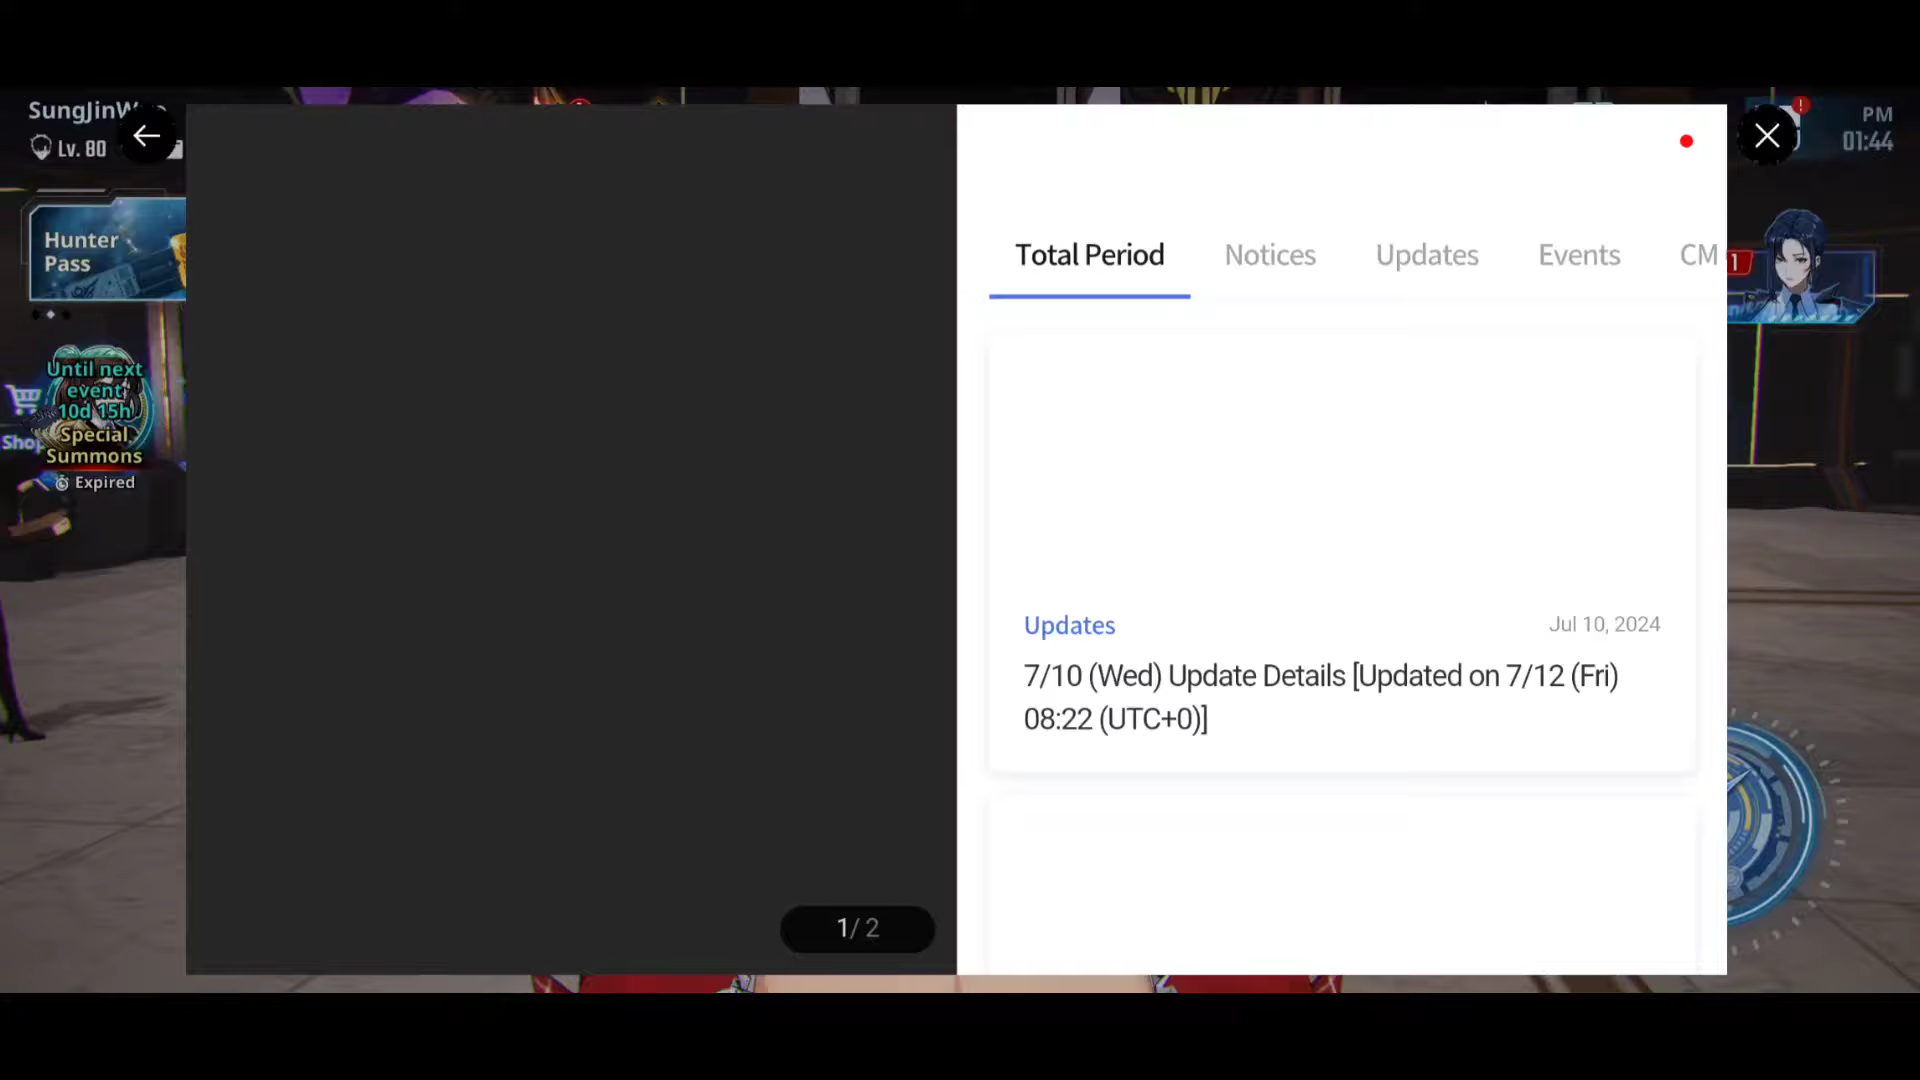 SungJinW
Lv. 80
PM
01:44
Hunter
Pass
Until next
event
10d 15h
Special
Summons
Expired
Shop
Total Period
Notices
Updates
Events
CM
1
Updates
Jul 10, 2024
7/10 (Wed) Update Details [Updated on 7/12 (Fri)
08:22 (UTC+0)]
1/ 2